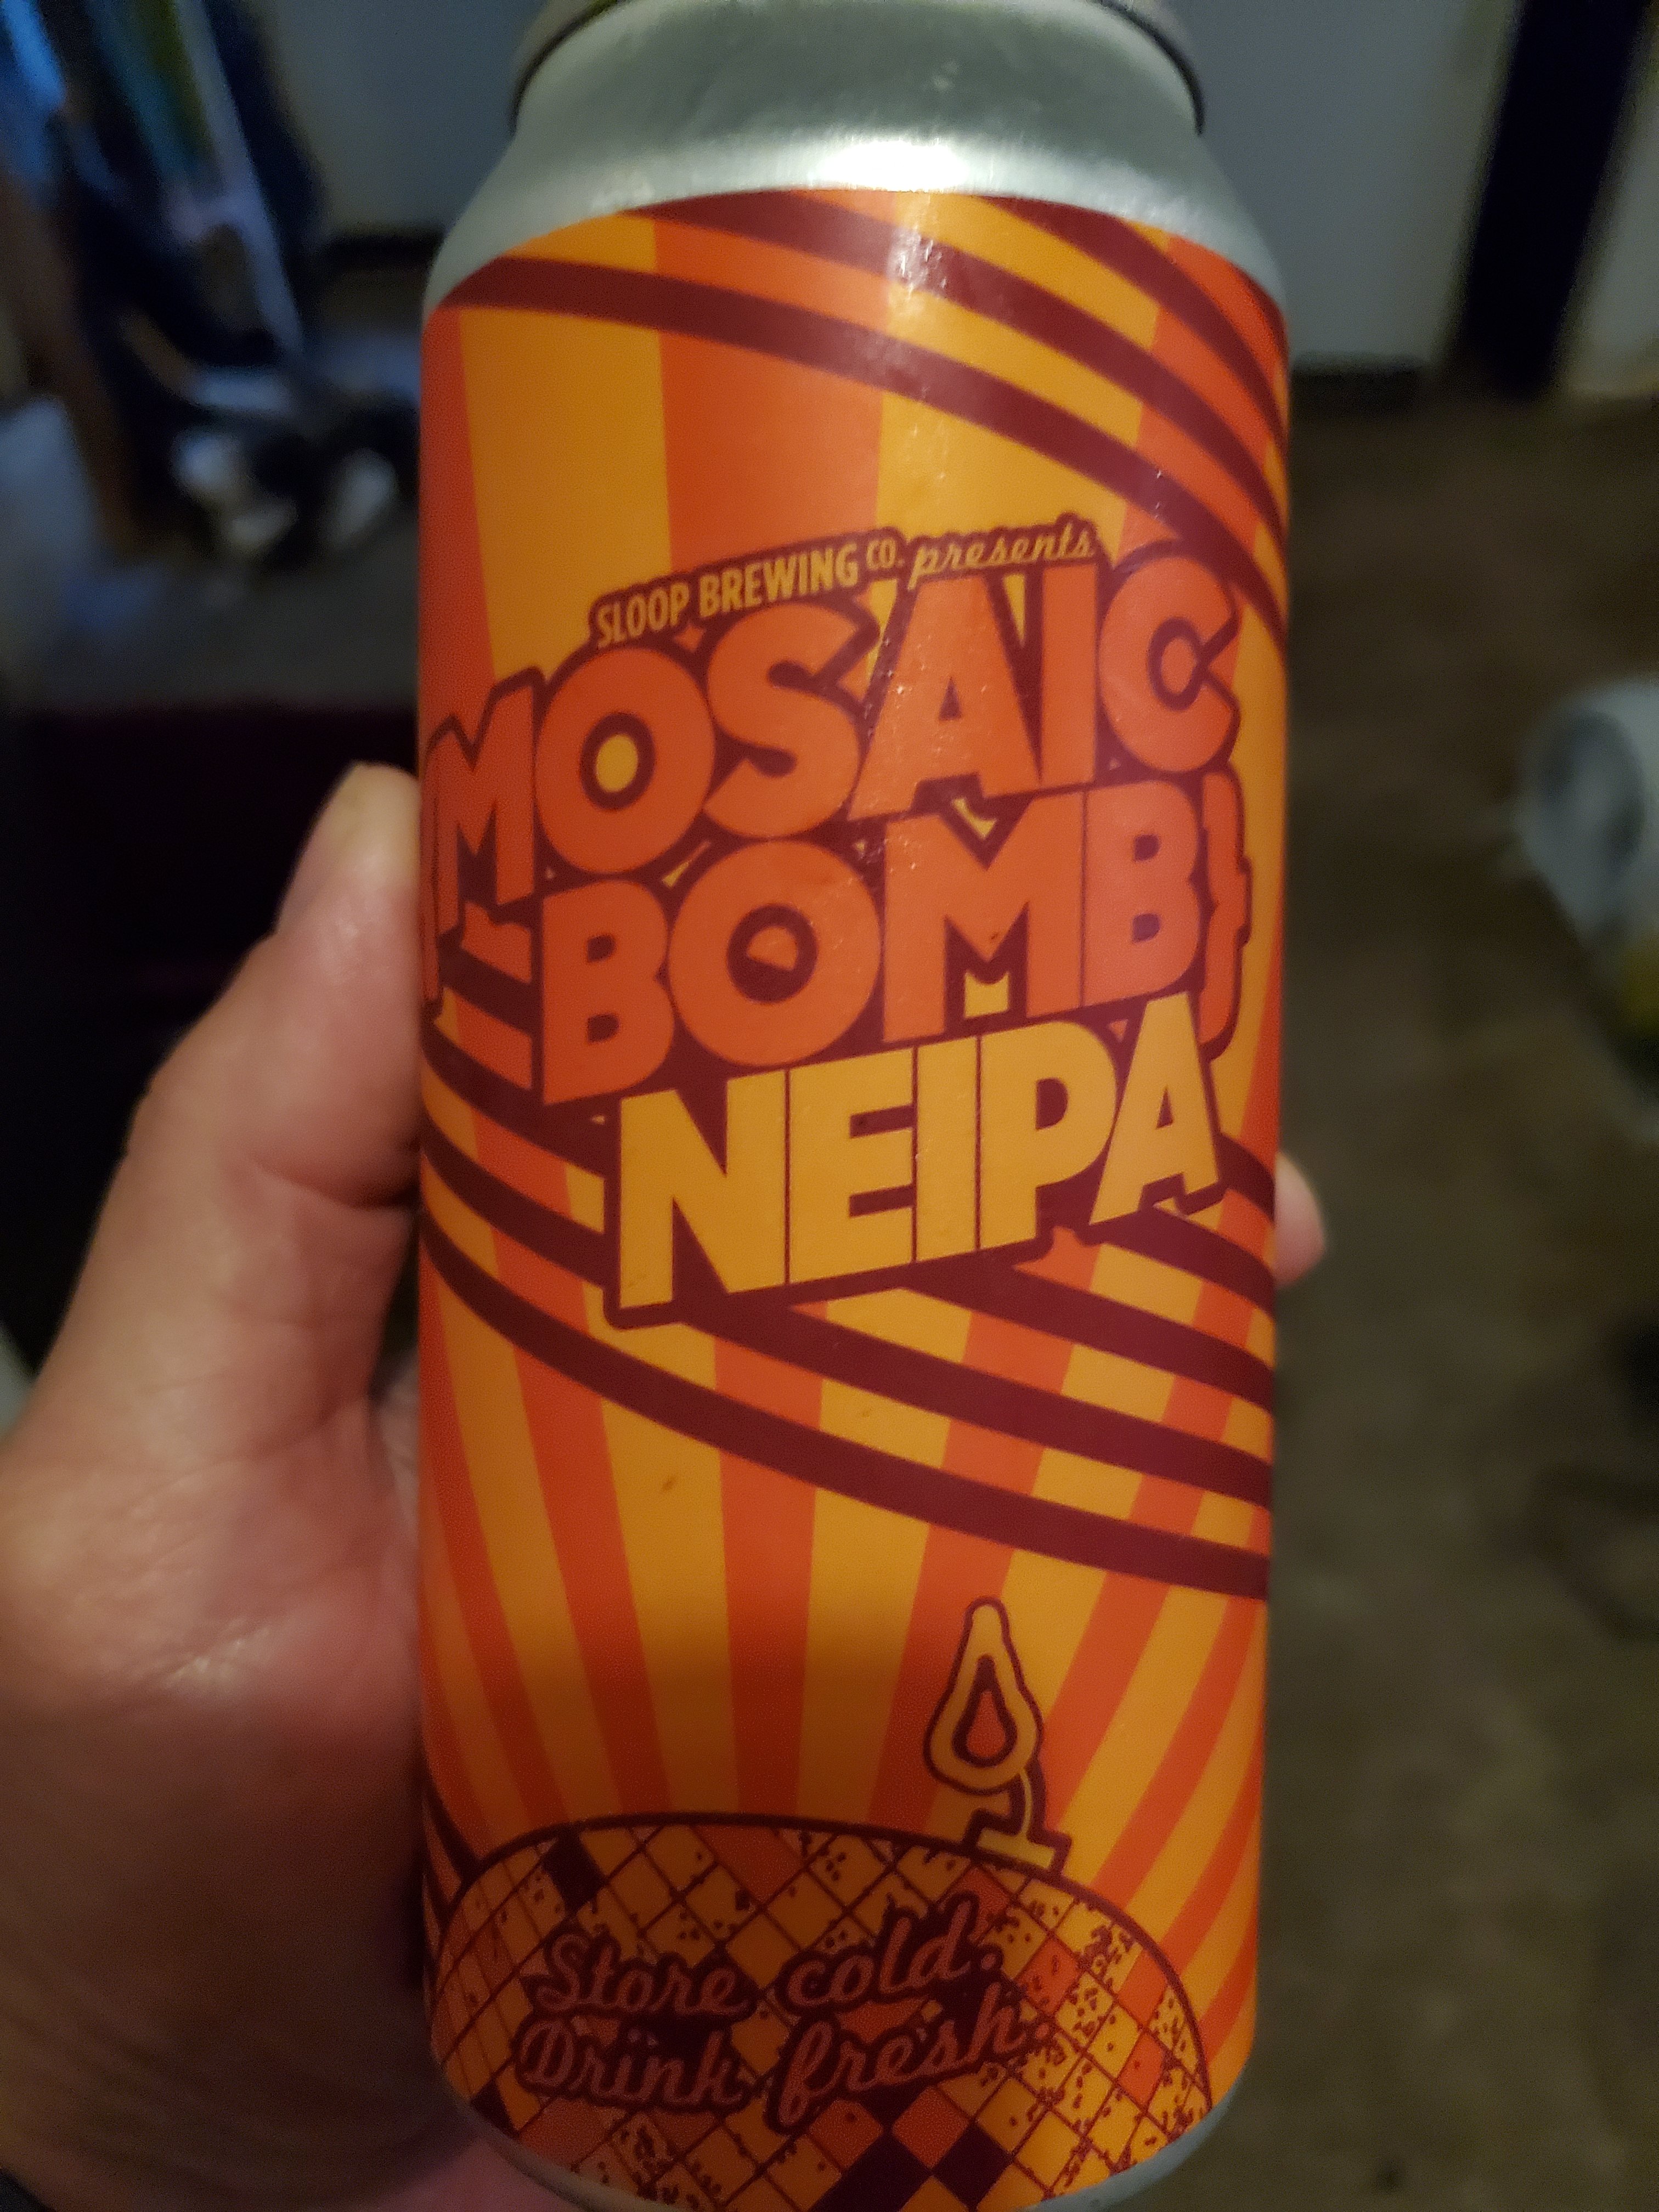 SLOOP BREWING CO. presents
MOSAIC
BOMB
NEIPA
Store cold.
Drink fresh.